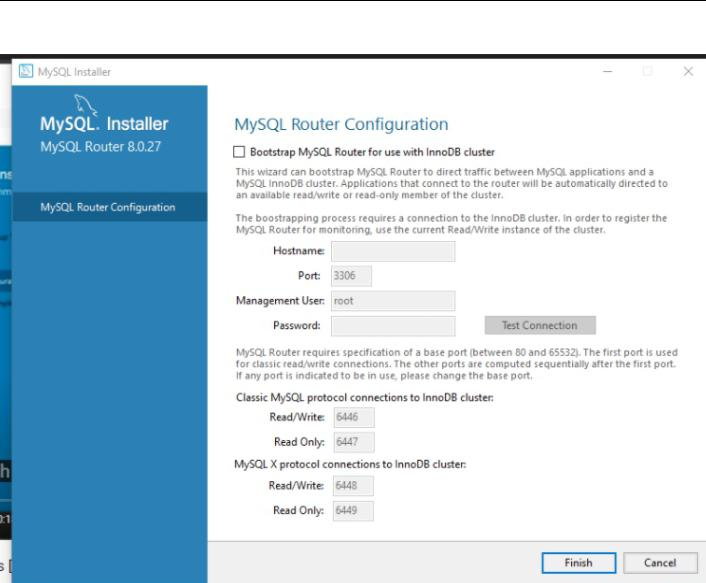 MySQL Installer
MySQL. Installer
MySQL Router 8.0.27
MySQL Router Configuration
MySQL Router Configuration
Bootstrap MySQL Router for use with InnoDB cluster
This wizard can bootstrap MySQL Router to direct traffic between MySQL applications and a
MySQL InnoDB cluster. Applications that connect to the router will be automatically directed to
an available read/write or read-only member of the cluster.
The boostrapping process requires a connection to the InnoDB cluster. In order to register the
MySQL Router for monitoring, use the current Read/Write instance of the cluster.
Hostname:
Port: 3306
Management User: root
Password: Test Connection
MySQL Router requires specification of a base port (between 80 and 65532). The first port is used
for classic read/write connections. The other ports are computed sequentially after the first port.
If any port is indicated to be in use, please change the base port.
Classic MySQL protocol connections to InnoDB cluster:
Read/Write: 6446
Read Only: 6447
MySQL X protocol connections to InnoDB cluster:
Read/Write: 6448
Read Only: 6449
Finish Cancel